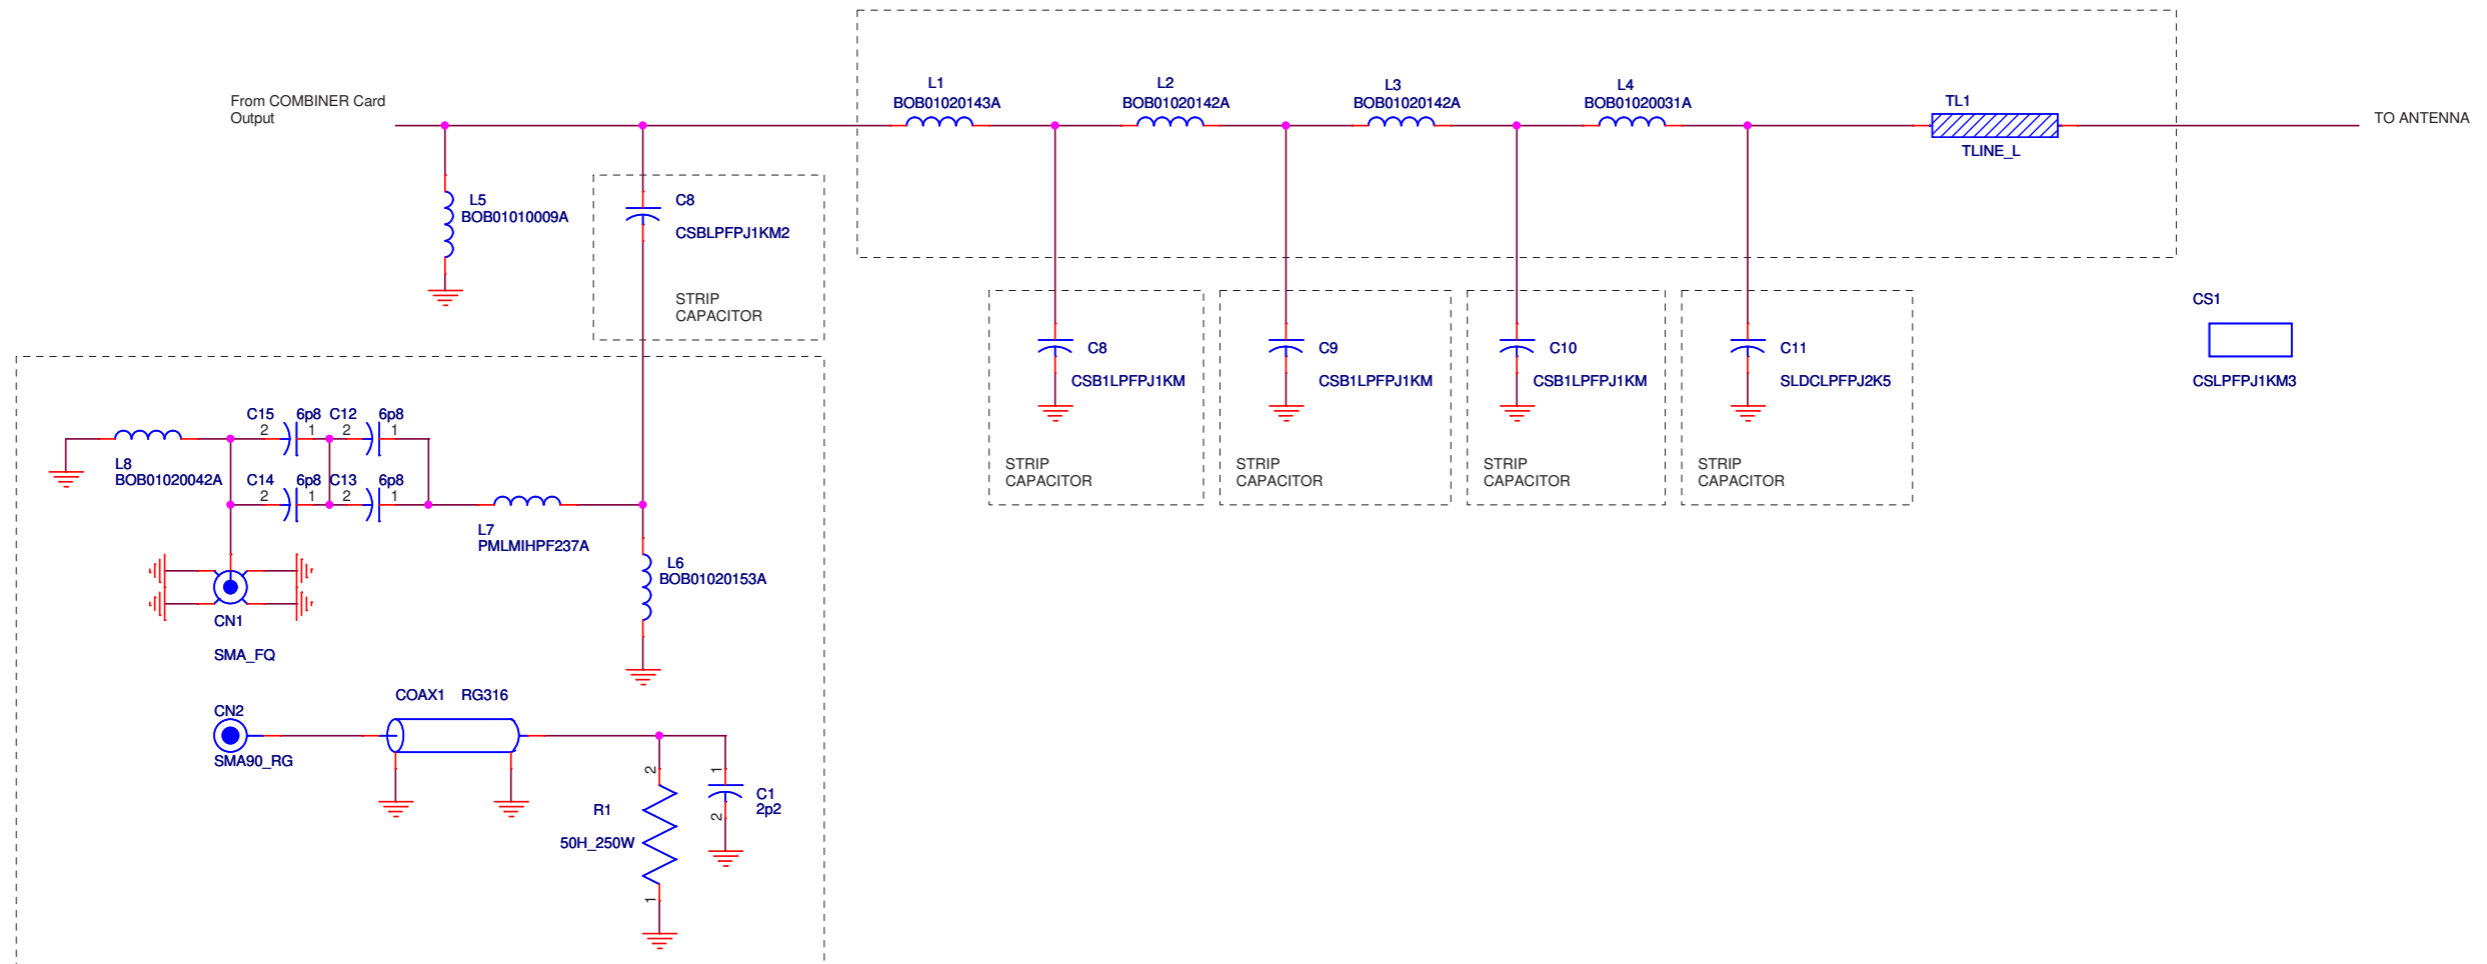 From COMBINER Card
Output
L1
BOB01020143A
L2
BOB01020142A
L3
BOB01020142A
L4
BOB01020031A
TL1
TLINE_L
TO ANTENNA
L5
BOB01010009A
C8
CSBLPFPJ1KM2
STRIP
CAPACITOR
C8
CSB1LPFPJ1KM
STRIP
CAPACITOR
C9
CSB1LPFPJ1KM
STRIP
CAPACITOR
C10
CSB1LPFPJ1KM
STRIP
CAPACITOR
C11
SLDCLPFPJ2K5
STRIP
CAPACITOR
CS1
CSLPFPJ1KM3
C15 6p8 C12 6p8
2 1 2 1
L8
BOB01020042A
C14 6p8 C13 6p8
2 1 2 1
L7
PMLMIHPF237A
L6
BOB01020153A
CN1
SMA_FQ
COAX1 RG316
CN2
SMA90_RG
2
1
R1
50H_250W
1
C1
2p2
2